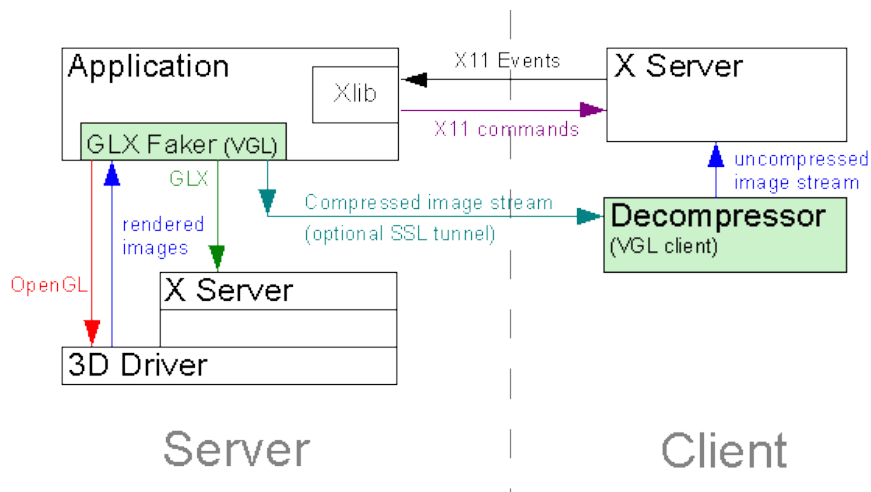 Application
Xlib
GLX Faker (VGL)
X11 Events
X11 commands
X Server
uncompressed
image stream
Decompressor
(VGL client)
Compressed image stream
(optional SSL tunnel)
GLX
rendered
images
OpenGL
X Server
3D Driver
Server
Client